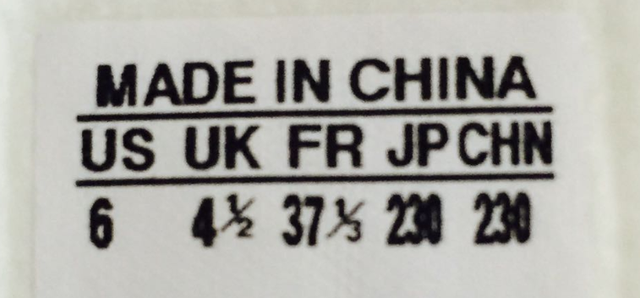 MADE IN CHINA
US UK FR JP CHN
6 4½ 37⅓ 230 230